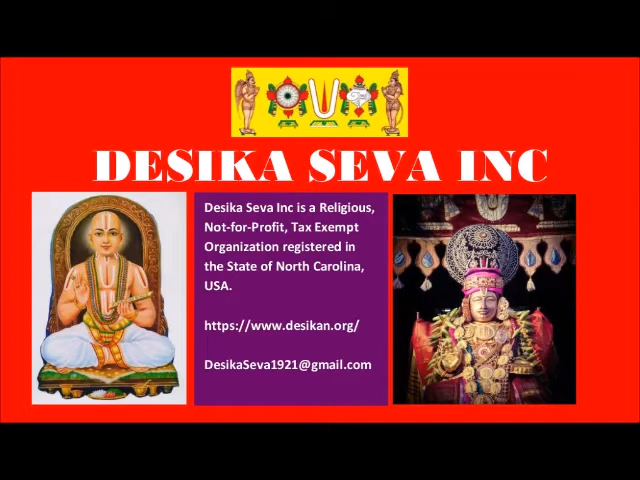 DESIKA SEVA INC
Desika Seva Inc is a Religious,
Not-for-Profit, Tax Exempt
Organization registered in
the State of North Carolina,
USA.
https://www.desikan.org/
DesikaSeva1921@gmail.com